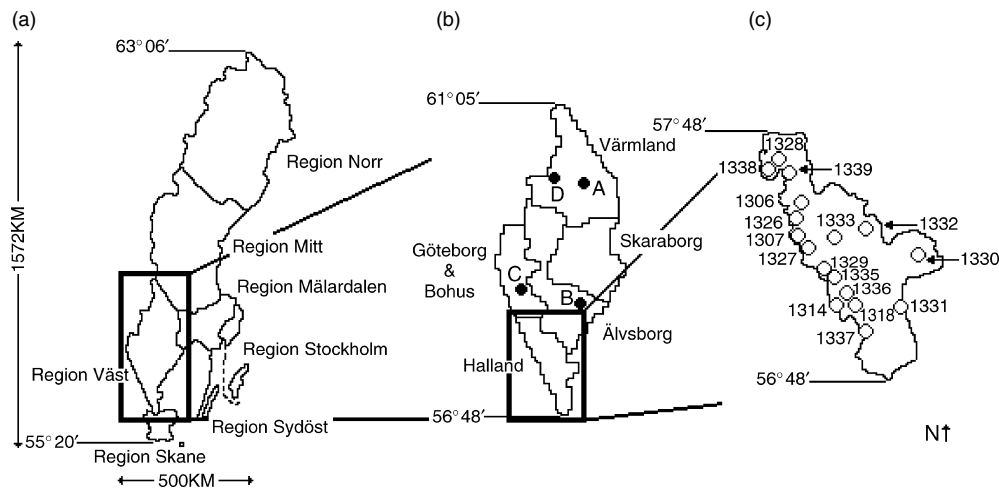 (a)
63° 06′
Region Norr
Region Mitt
Region Mälardalen
Region Stockholm
Region Väst
Region Sydöst
55° 20′
Region Skane
1572KM
500KM
(b)
61° 05′
Värmland
D
A
Skaraborg
Göteborg
&
Bohus
C
B
Älvsborg
Halland
56° 48′
(c)
57° 48′
1328
1338
1339
1306
1326
1333
1332
1307
1327
1330
1329
1335
1336
1314
1318
1331
1337
56° 48′
N↑